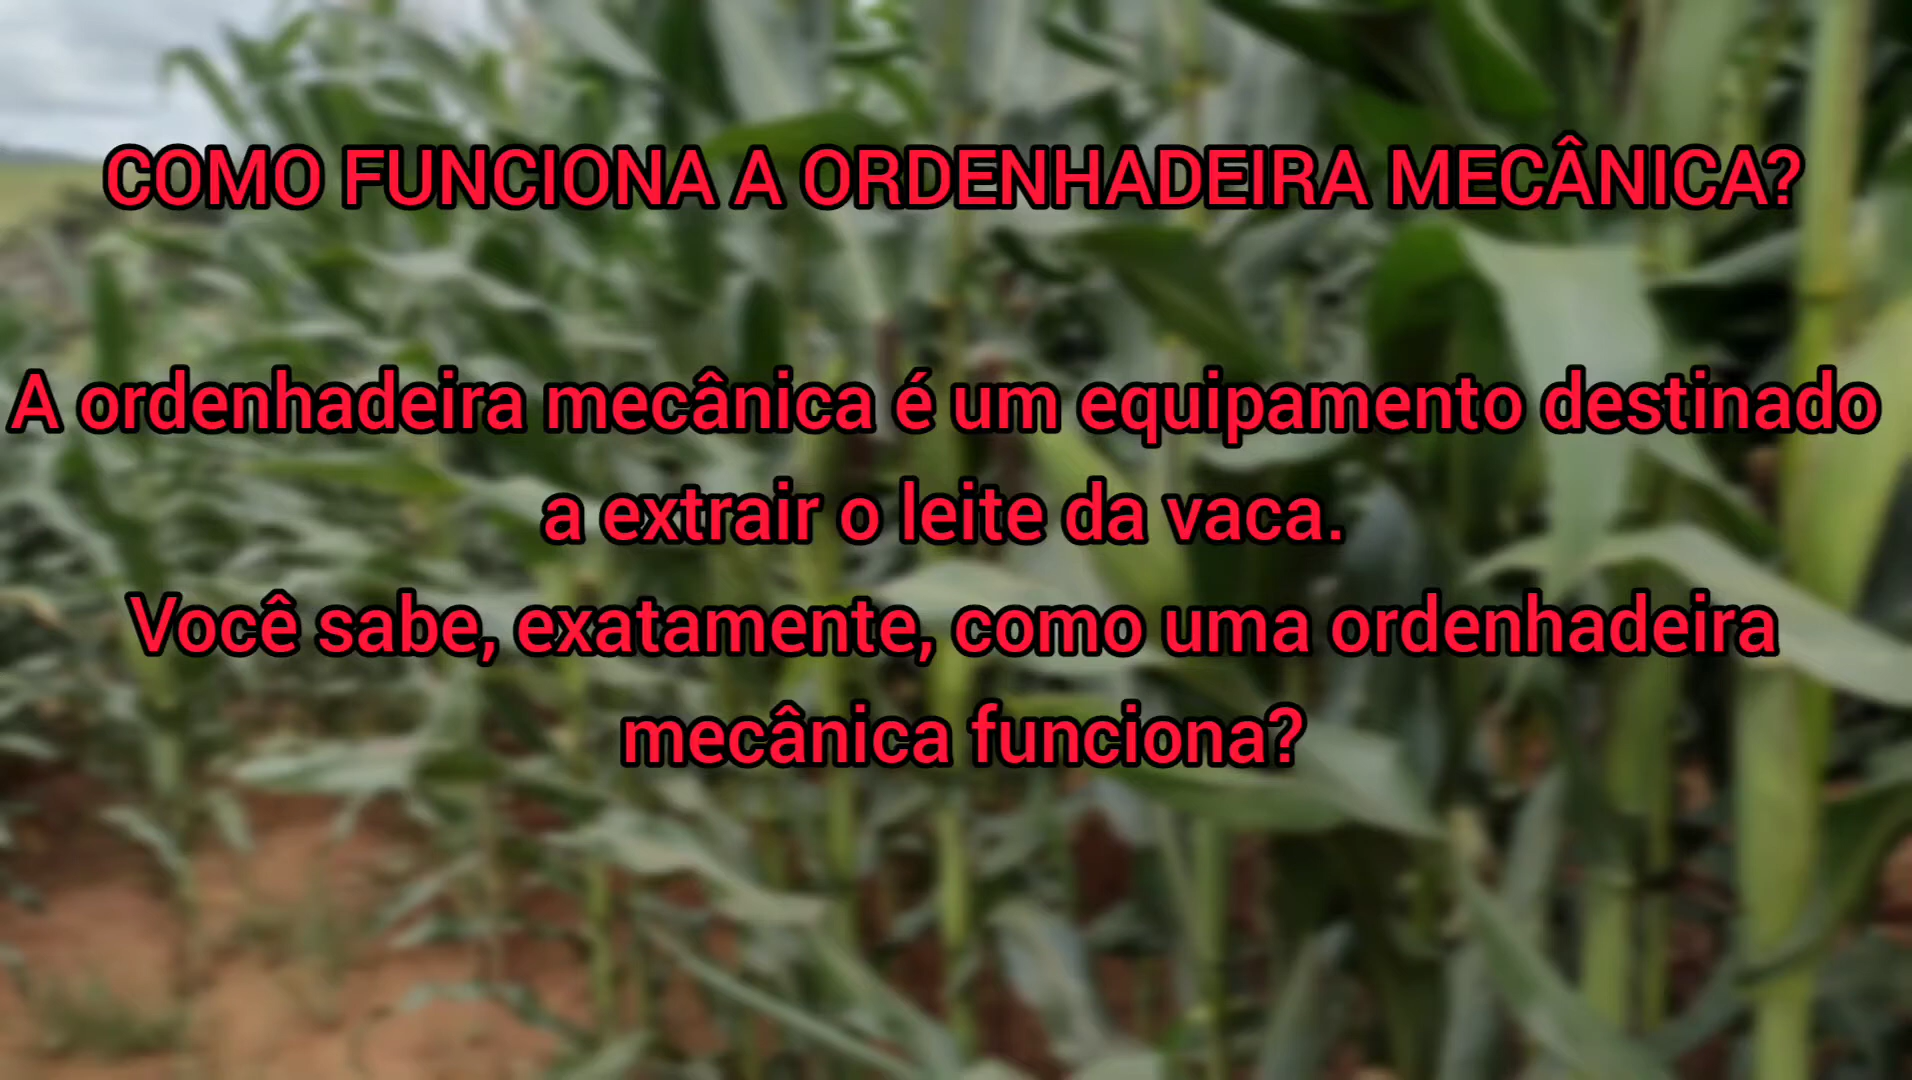 COMO FUNCIONA A ORDENHADEIRA MECÂNICA?
A ordenhadeira mecânica é um equipamento destinado
a extrair o leite da vaca.
Você sabe, exatamente, como uma ordenhadeira
mecânica funciona?